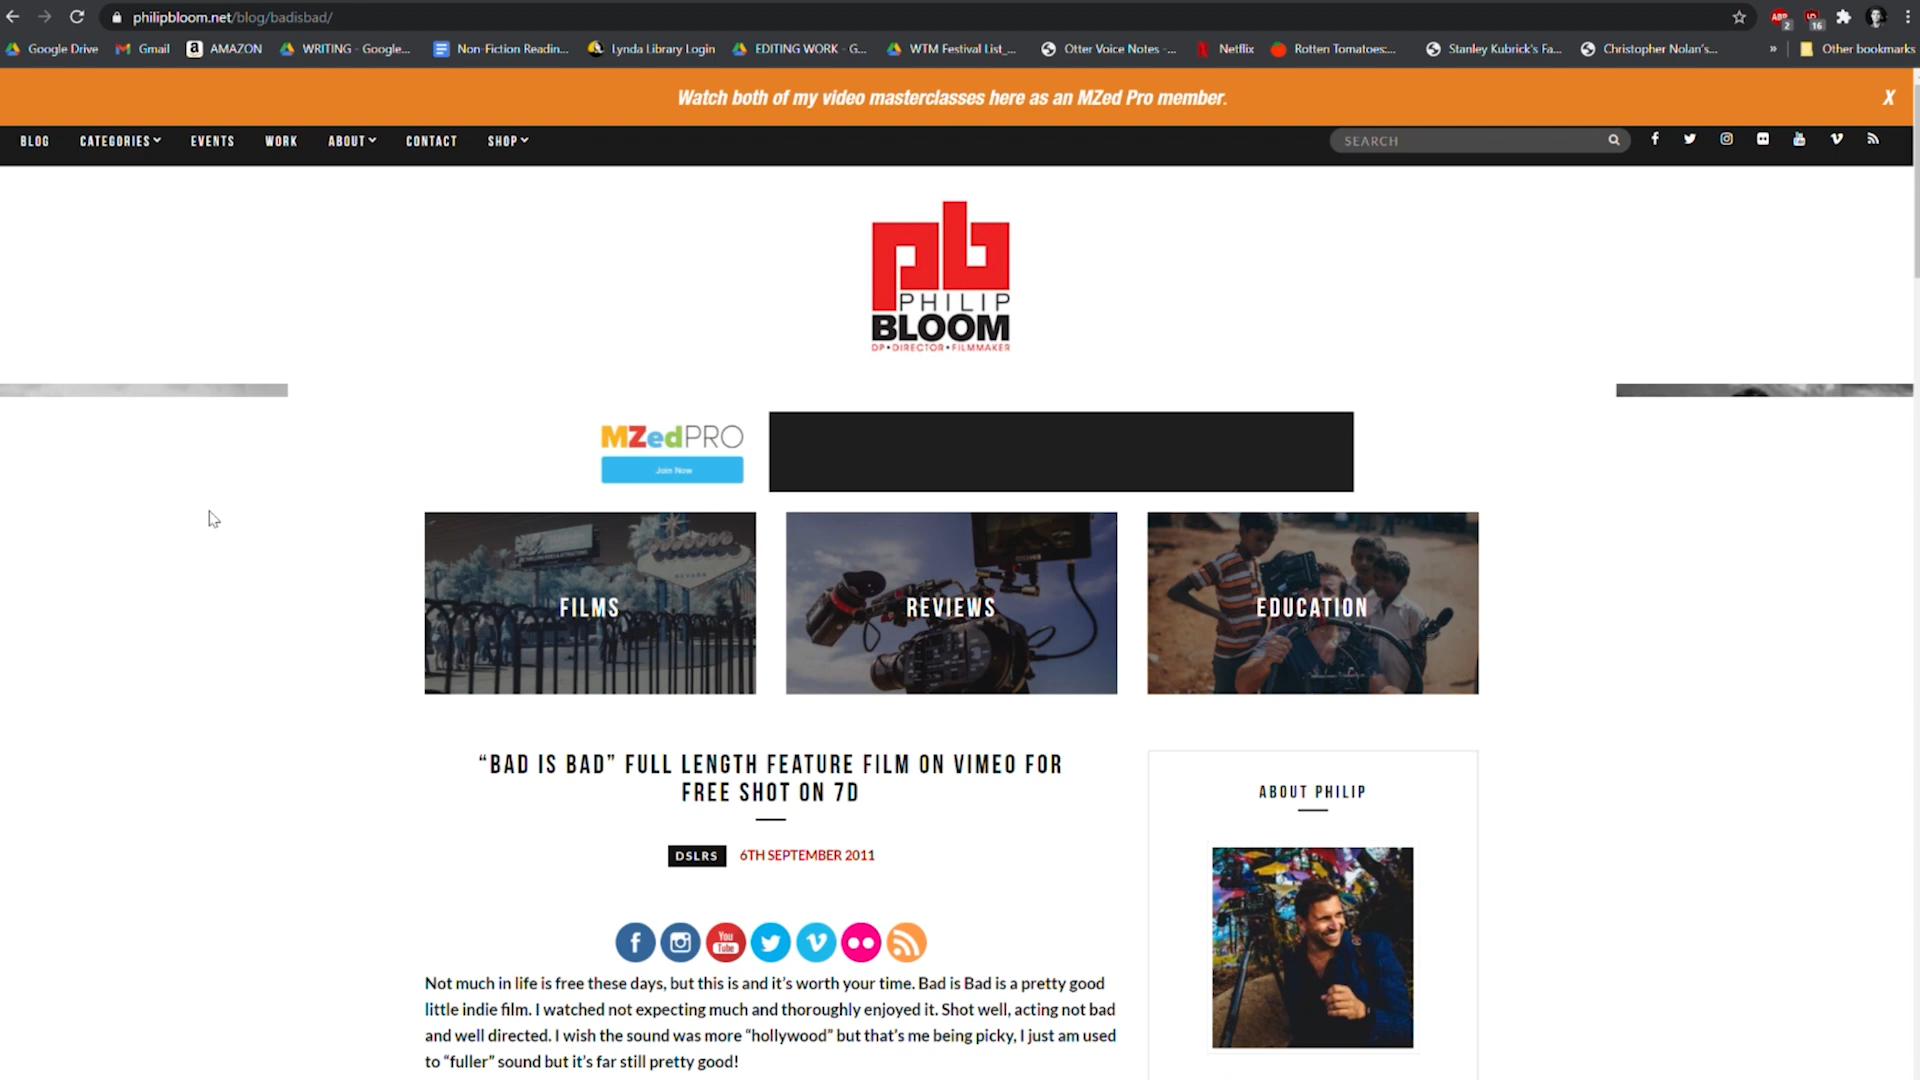 philipbloom.net/blog/badisbad/
ABP
2
16
Google Drive
Gmail
a
AMAZON
WRITING - Google...
Non-Fiction Readin...
Lynda Library Login
EDITING WORK - G...
WTM Festival List_...
Otter Voice Notes -...
Netflix
Rotten Tomatoes:...
Stanley Kubrick's Fa...
Christopher Nolan's...
»
Other bookmarks
Watch both of my video masterclasses here as an MZed Pro member.
X
BLOG
CATEGORIES
EVENTS
WORK
ABOUT
CONTACT
SHOP
SEARCH
pb
PHILIP
BLOOM
DP•DIRECTOR•FILMMAKER
MZedPRO
Join Now
NEVADA
FILMS
REVIEWS
EDUCATION
“BAD IS BAD” FULL LENGTH FEATURE FILM ON VIMEO FOR
FREE SHOT ON 7D
DSLRS
6TH SEPTEMBER 2011
You
Tube
Not much in life is free these days, but this is and it’s worth your time. Bad is Bad is a pretty good
little indie film. I watched not expecting much and thoroughly enjoyed it. Shot well, acting not bad
and well directed. I wish the sound was more “hollywood” but that’s me being picky, I just am used
to “fuller” sound but it’s far still pretty good!
ABOUT PHILIP